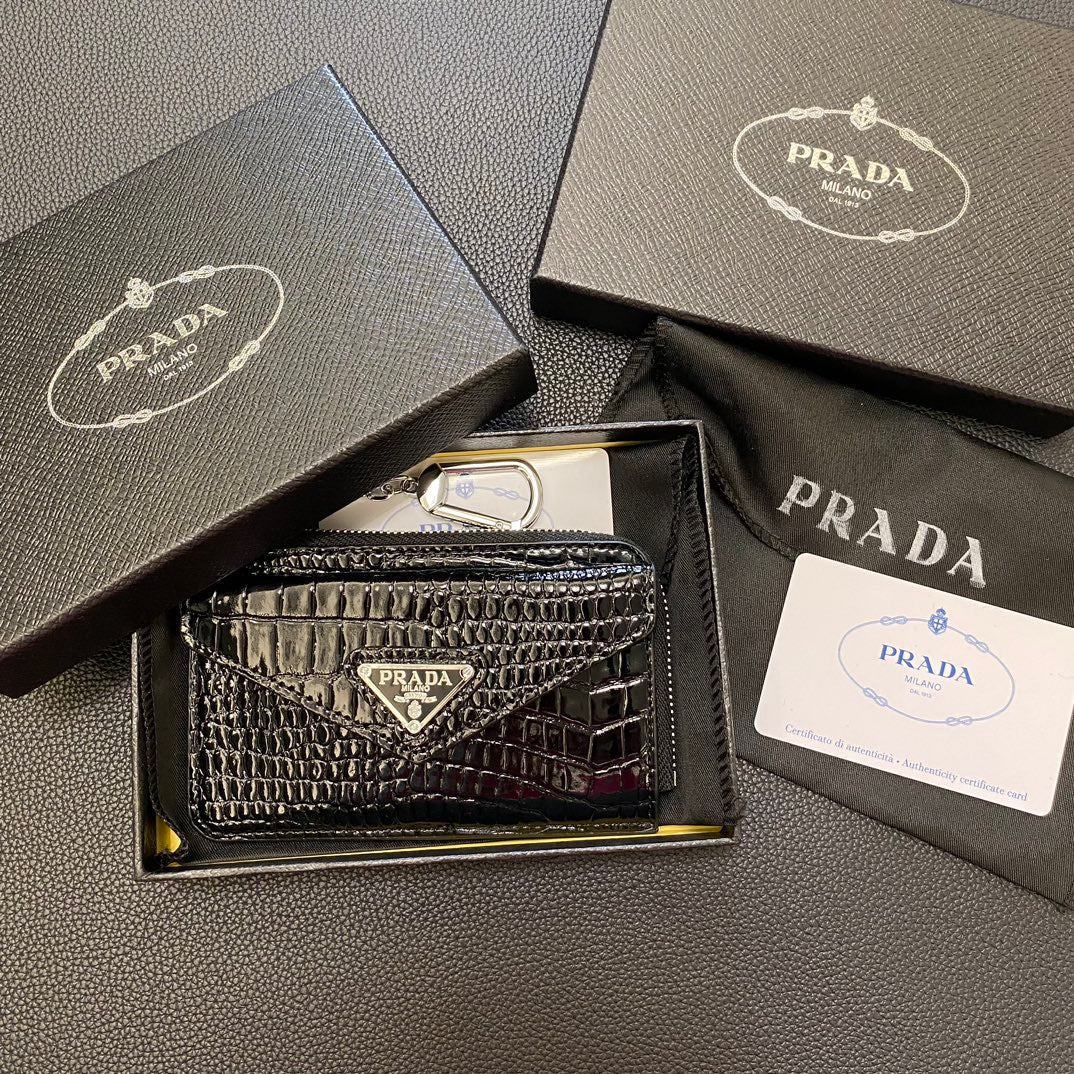 PRADA
MILANO
DAL 1913
PRADA
MILANO
DAL 1913
PRADA
PRADA
MILANO
PRADA
PRADA
MILANO
DAL 1913
Certificato di autenticità • Authenticity certificate card